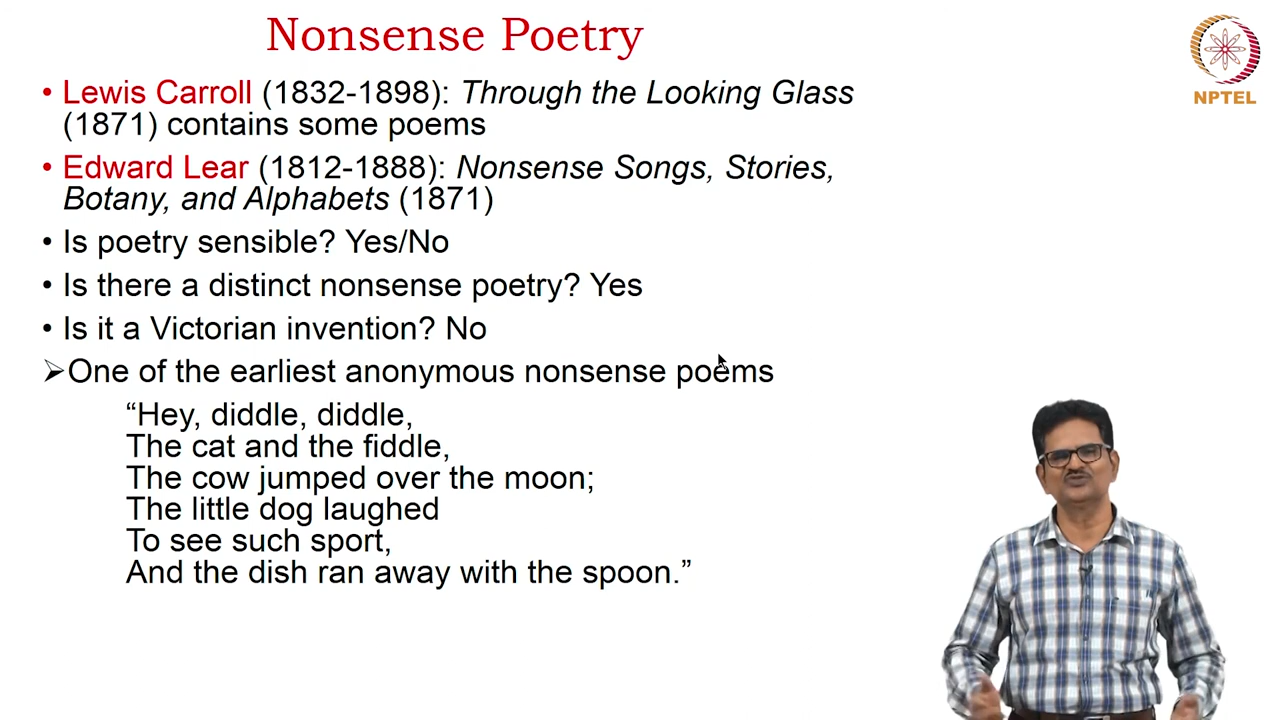 Nonsense Poetry
NPTEL
• Lewis Carroll (1832-1898): Through the Looking Glass
(1871) contains some poems
• Edward Lear (1812-1888): Nonsense Songs, Stories,
Botany, and Alphabets (1871)
• Is poetry sensible? Yes/No
• Is there a distinct nonsense poetry? Yes
• Is it a Victorian invention? No
➢One of the earliest anonymous nonsense poems
“Hey, diddle, diddle,
The cat and the fiddle,
The cow jumped over the moon;
The little dog laughed
To see such sport,
And the dish ran away with the spoon.”